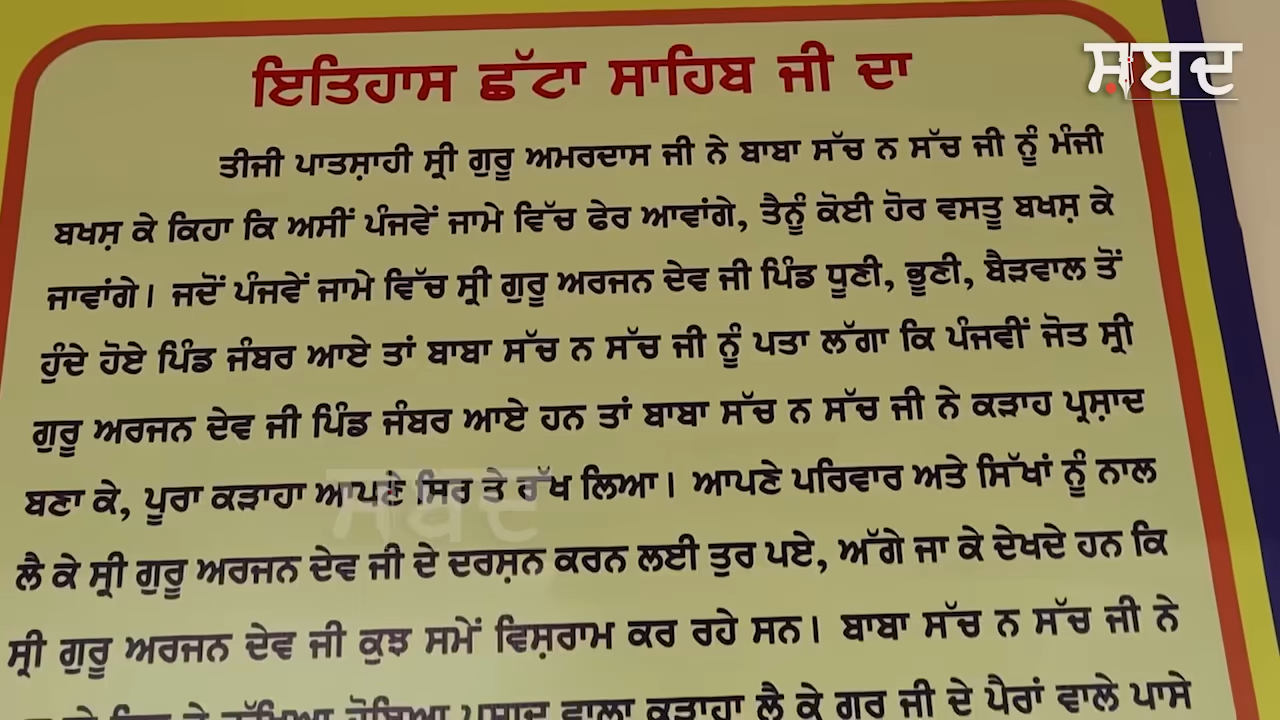 ਸ਼ਬਦ
ਇਤਿਹਾਸ ਛੱਟਾ ਸਾਹਿਬ ਜੀ ਦਾ
ਤੀਜੀ ਪਾਤਸ਼ਾਹੀ ਸ੍ਰੀ ਗੁਰੂ ਅਮਰਦਾਸ ਜੀ ਨੇ ਬਾਬਾ ਸੱਚ ਨ ਸੱਚ ਜੀ ਨੂੰ ਮੰਜੀ
ਬਖਸ਼ ਕੇ ਕਿਹਾ ਕਿ ਅਸੀਂ ਪੰਜਵੇਂ ਜਾਮੇ ਵਿੱਚ ਫੇਰ ਆਵਾਂਗੇ, ਤੈਨੂੰ ਕੋਈ ਹੋਰ ਵਸਤੂ ਬਖਸ਼ ਕੇ
ਜਾਵਾਂਗੇ। ਜਦੋਂ ਪੰਜਵੇਂ ਜਾਮੇ ਵਿੱਚ ਸ੍ਰੀ ਗੁਰੂ ਅਰਜਨ ਦੇਵ ਜੀ ਪਿੰਡ ਧੂਣੀ, ਭੂਣੀ, ਬੈੜਵਾਲ ਤੋਂ
ਹੁੰਦੇ ਹੋਏ ਪਿੰਡ ਜੰਬਰ ਆਏ ਤਾਂ ਬਾਬਾ ਸੱਚ ਨ ਸੱਚ ਜੀ ਨੂੰ ਪਤਾ ਲੱਗਾ ਕਿ ਪੰਜਵੀਂ ਜੋਤ ਸ੍ਰੀ
ਗੁਰੂ ਅਰਜਨ ਦੇਵ ਜੀ ਪਿੰਡ ਜੰਬਰ ਆਏ ਹਨ ਤਾਂ ਬਾਬਾ ਸੱਚ ਨ ਸੱਚ ਜੀ ਨੇ ਕੜਾਹ ਪ੍ਰਸ਼ਾਦ
ਬਣਾ ਕੇ, ਪੂਰਾ ਕੜਾਹਾ ਆਪਣੇ ਸਿਰ ਤੇ ਰੱਖ ਲਿਆ। ਆਪਣੇ ਪਰਿਵਾਰ ਅਤੇ ਸਿੱਖਾਂ ਨੂੰ ਨਾਲ
ਲੈ ਕੇ ਸ੍ਰੀ ਗੁਰੂ ਅਰਜਨ ਦੇਵ ਜੀ ਦੇ ਦਰਸ਼ਨ ਕਰਨ ਲਈ ਤੁਰ ਪਏ, ਅੱਗੇ ਜਾ ਕੇ ਦੇਖਦੇ ਹਨ ਕਿ
ਸ੍ਰੀ ਗੁਰੂ ਅਰਜਨ ਦੇਵ ਜੀ ਕੁਝ ਸਮੇਂ ਵਿਸ਼ਰਾਮ ਕਰ ਰਹੇ ਸਨ। ਬਾਬਾ ਸੱਚ ਨ ਸੱਚ ਜੀ ਨੇ
ਵਾਲਾ ਕੜਾਹਾ ਲੈ ਕੇ ਗੁਰੂ ਜੀ ਦੇ ਪੈਰਾਂ ਵਾਲੇ ਪਾਸੇ